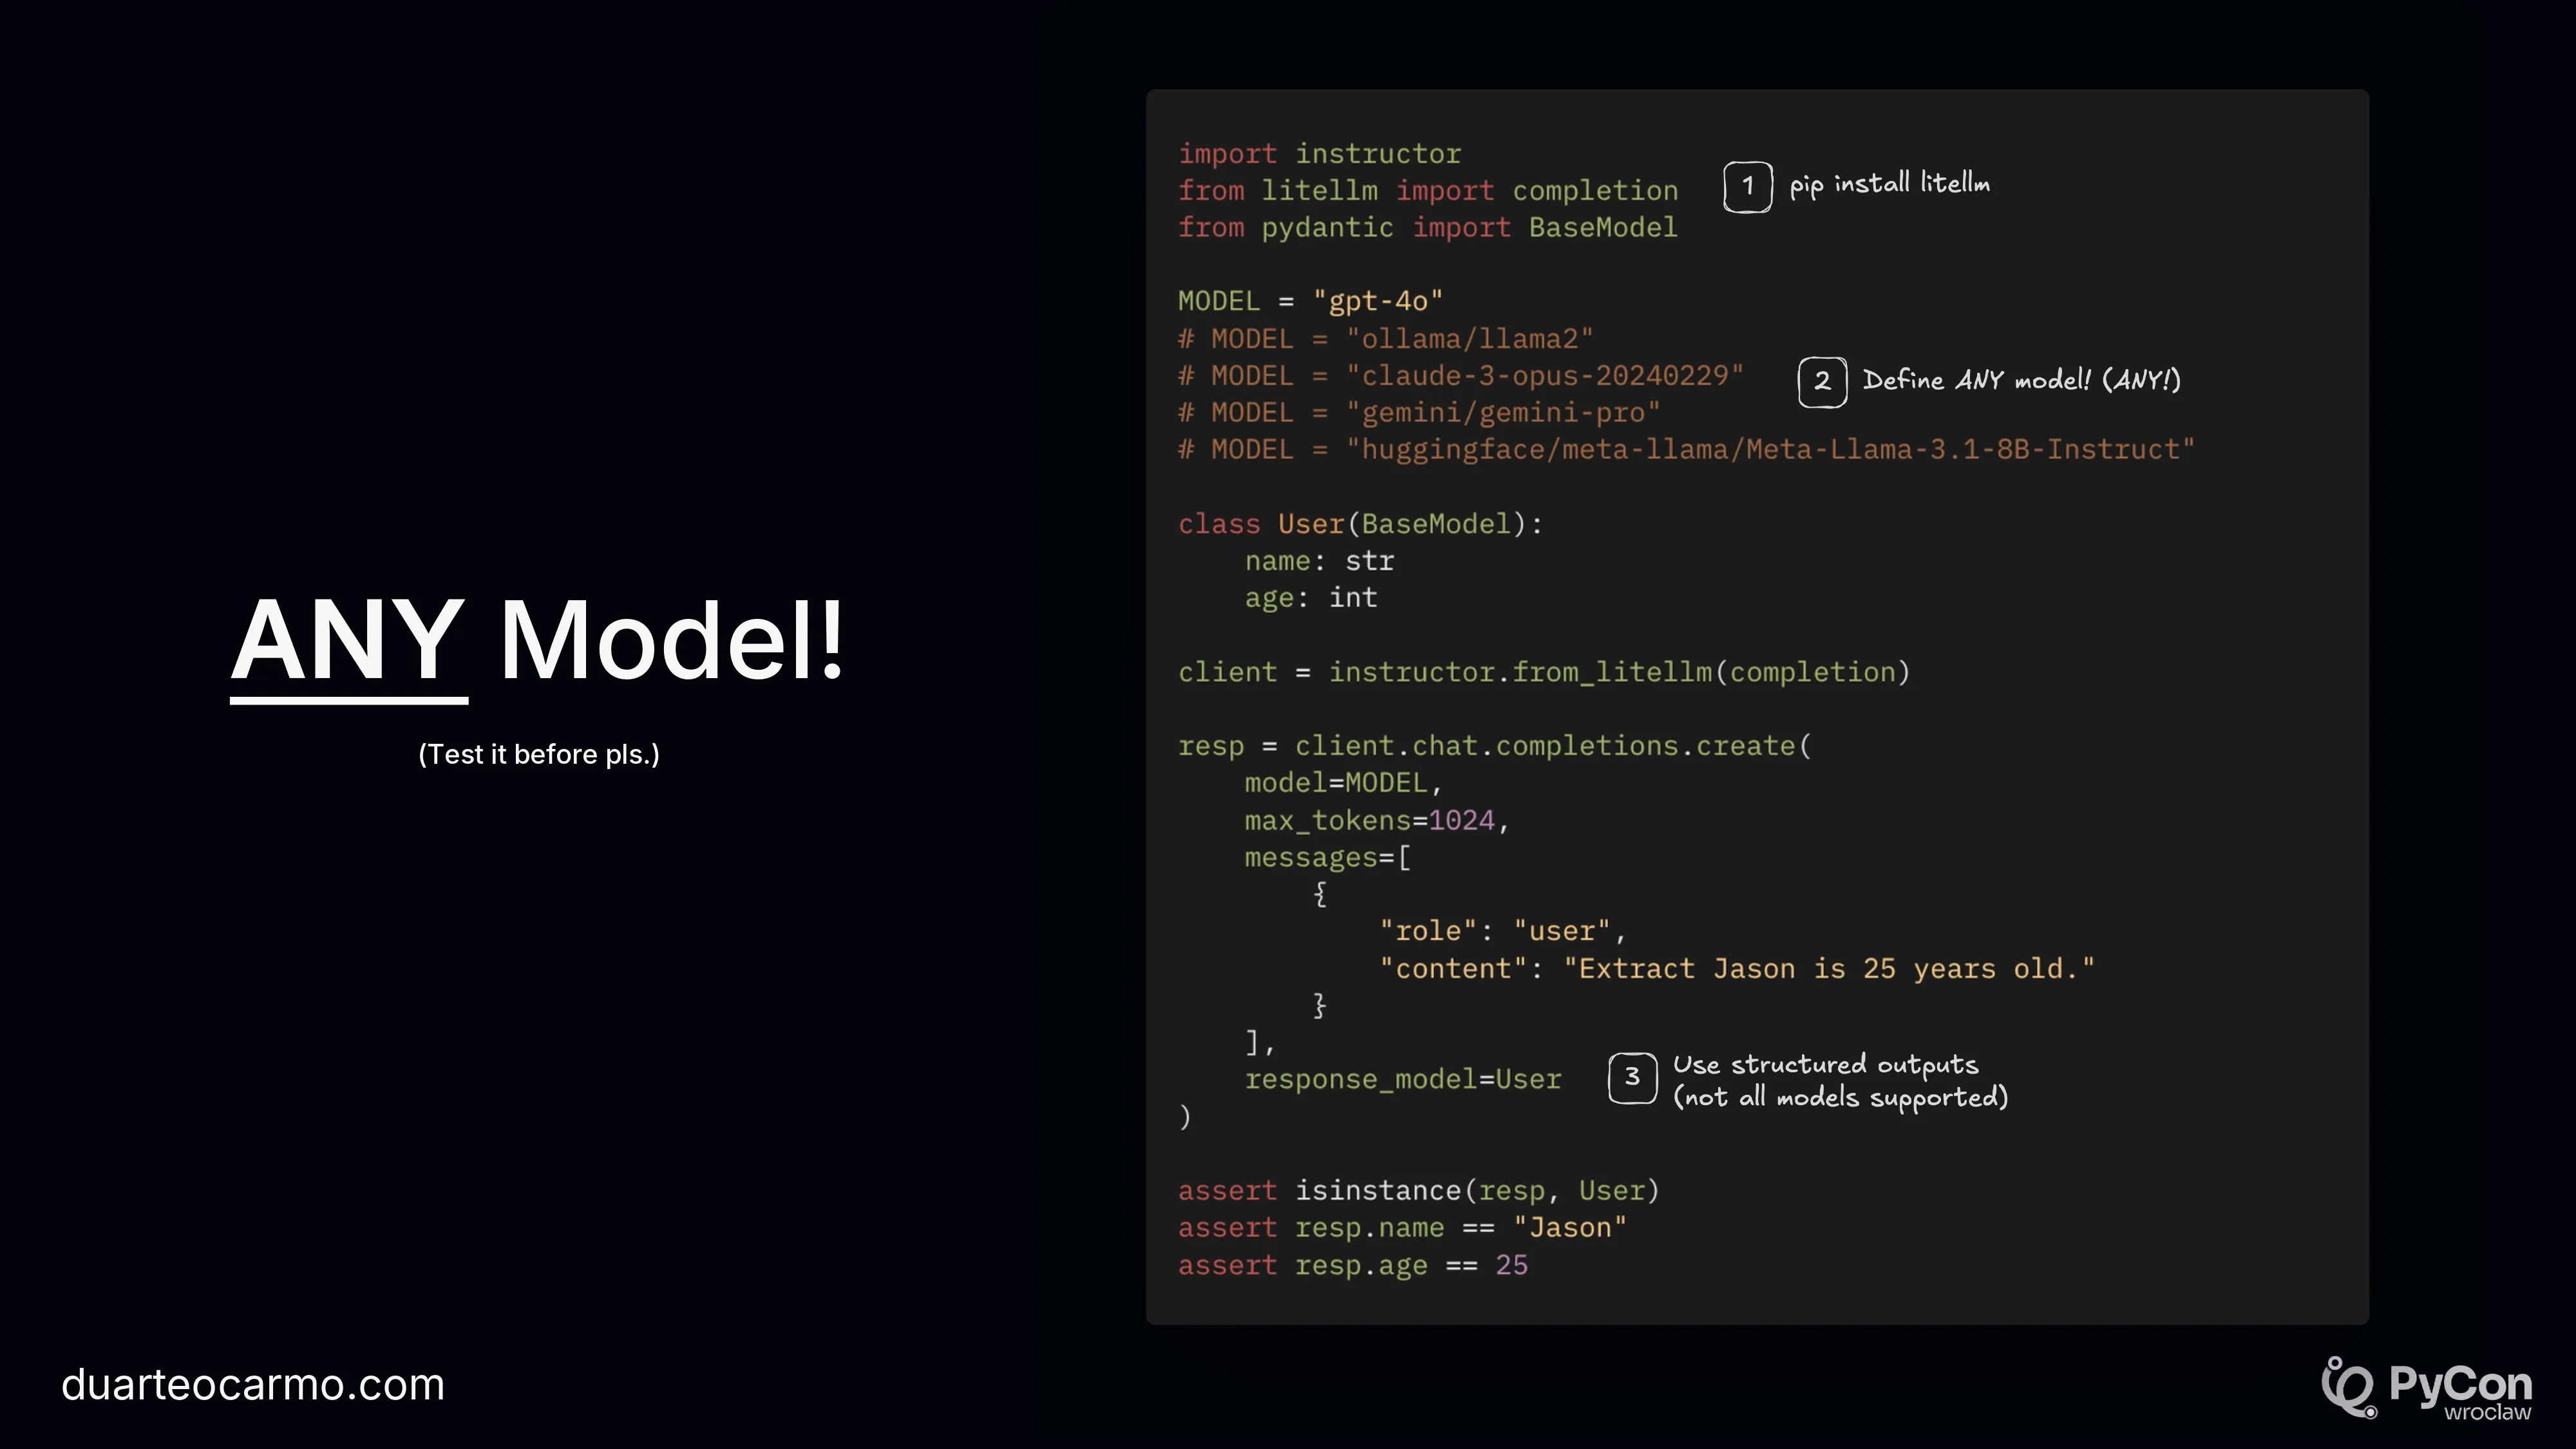 ANY Model!
(Test it before pls.)
import instructor
from litellm import completion
from pydantic import BaseModel
1 pip install litellm
MODEL = "gpt-4o"
# MODEL = "ollama/llama2"
# MODEL = "claude-3-opus-20240229"
# MODEL = "gemini/gemini-pro"
# MODEL = "huggingface/meta-llama/Meta-Llama-3.1-8B-Instruct"
2 Define ANY model! (ANY!)
class User(BaseModel):
    name: str
    age: int
client = instructor.from_litellm(completion)
resp = client.chat.completions.create(
    model=MODEL,
    max_tokens=1024,
    messages=[
        {
            "role": "user",
            "content": "Extract Jason is 25 years old."
        }
    ],
    response_model=User
)
3 Use structured outputs
(not all models supported)
assert isinstance(resp, User)
assert resp.name == "Jason"
assert resp.age == 25
duarteocarmo.com
PyCon
wroclaw